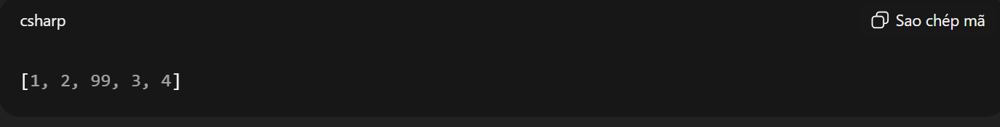 csharp
Sao chép mã
[1, 2, 99, 3, 4]